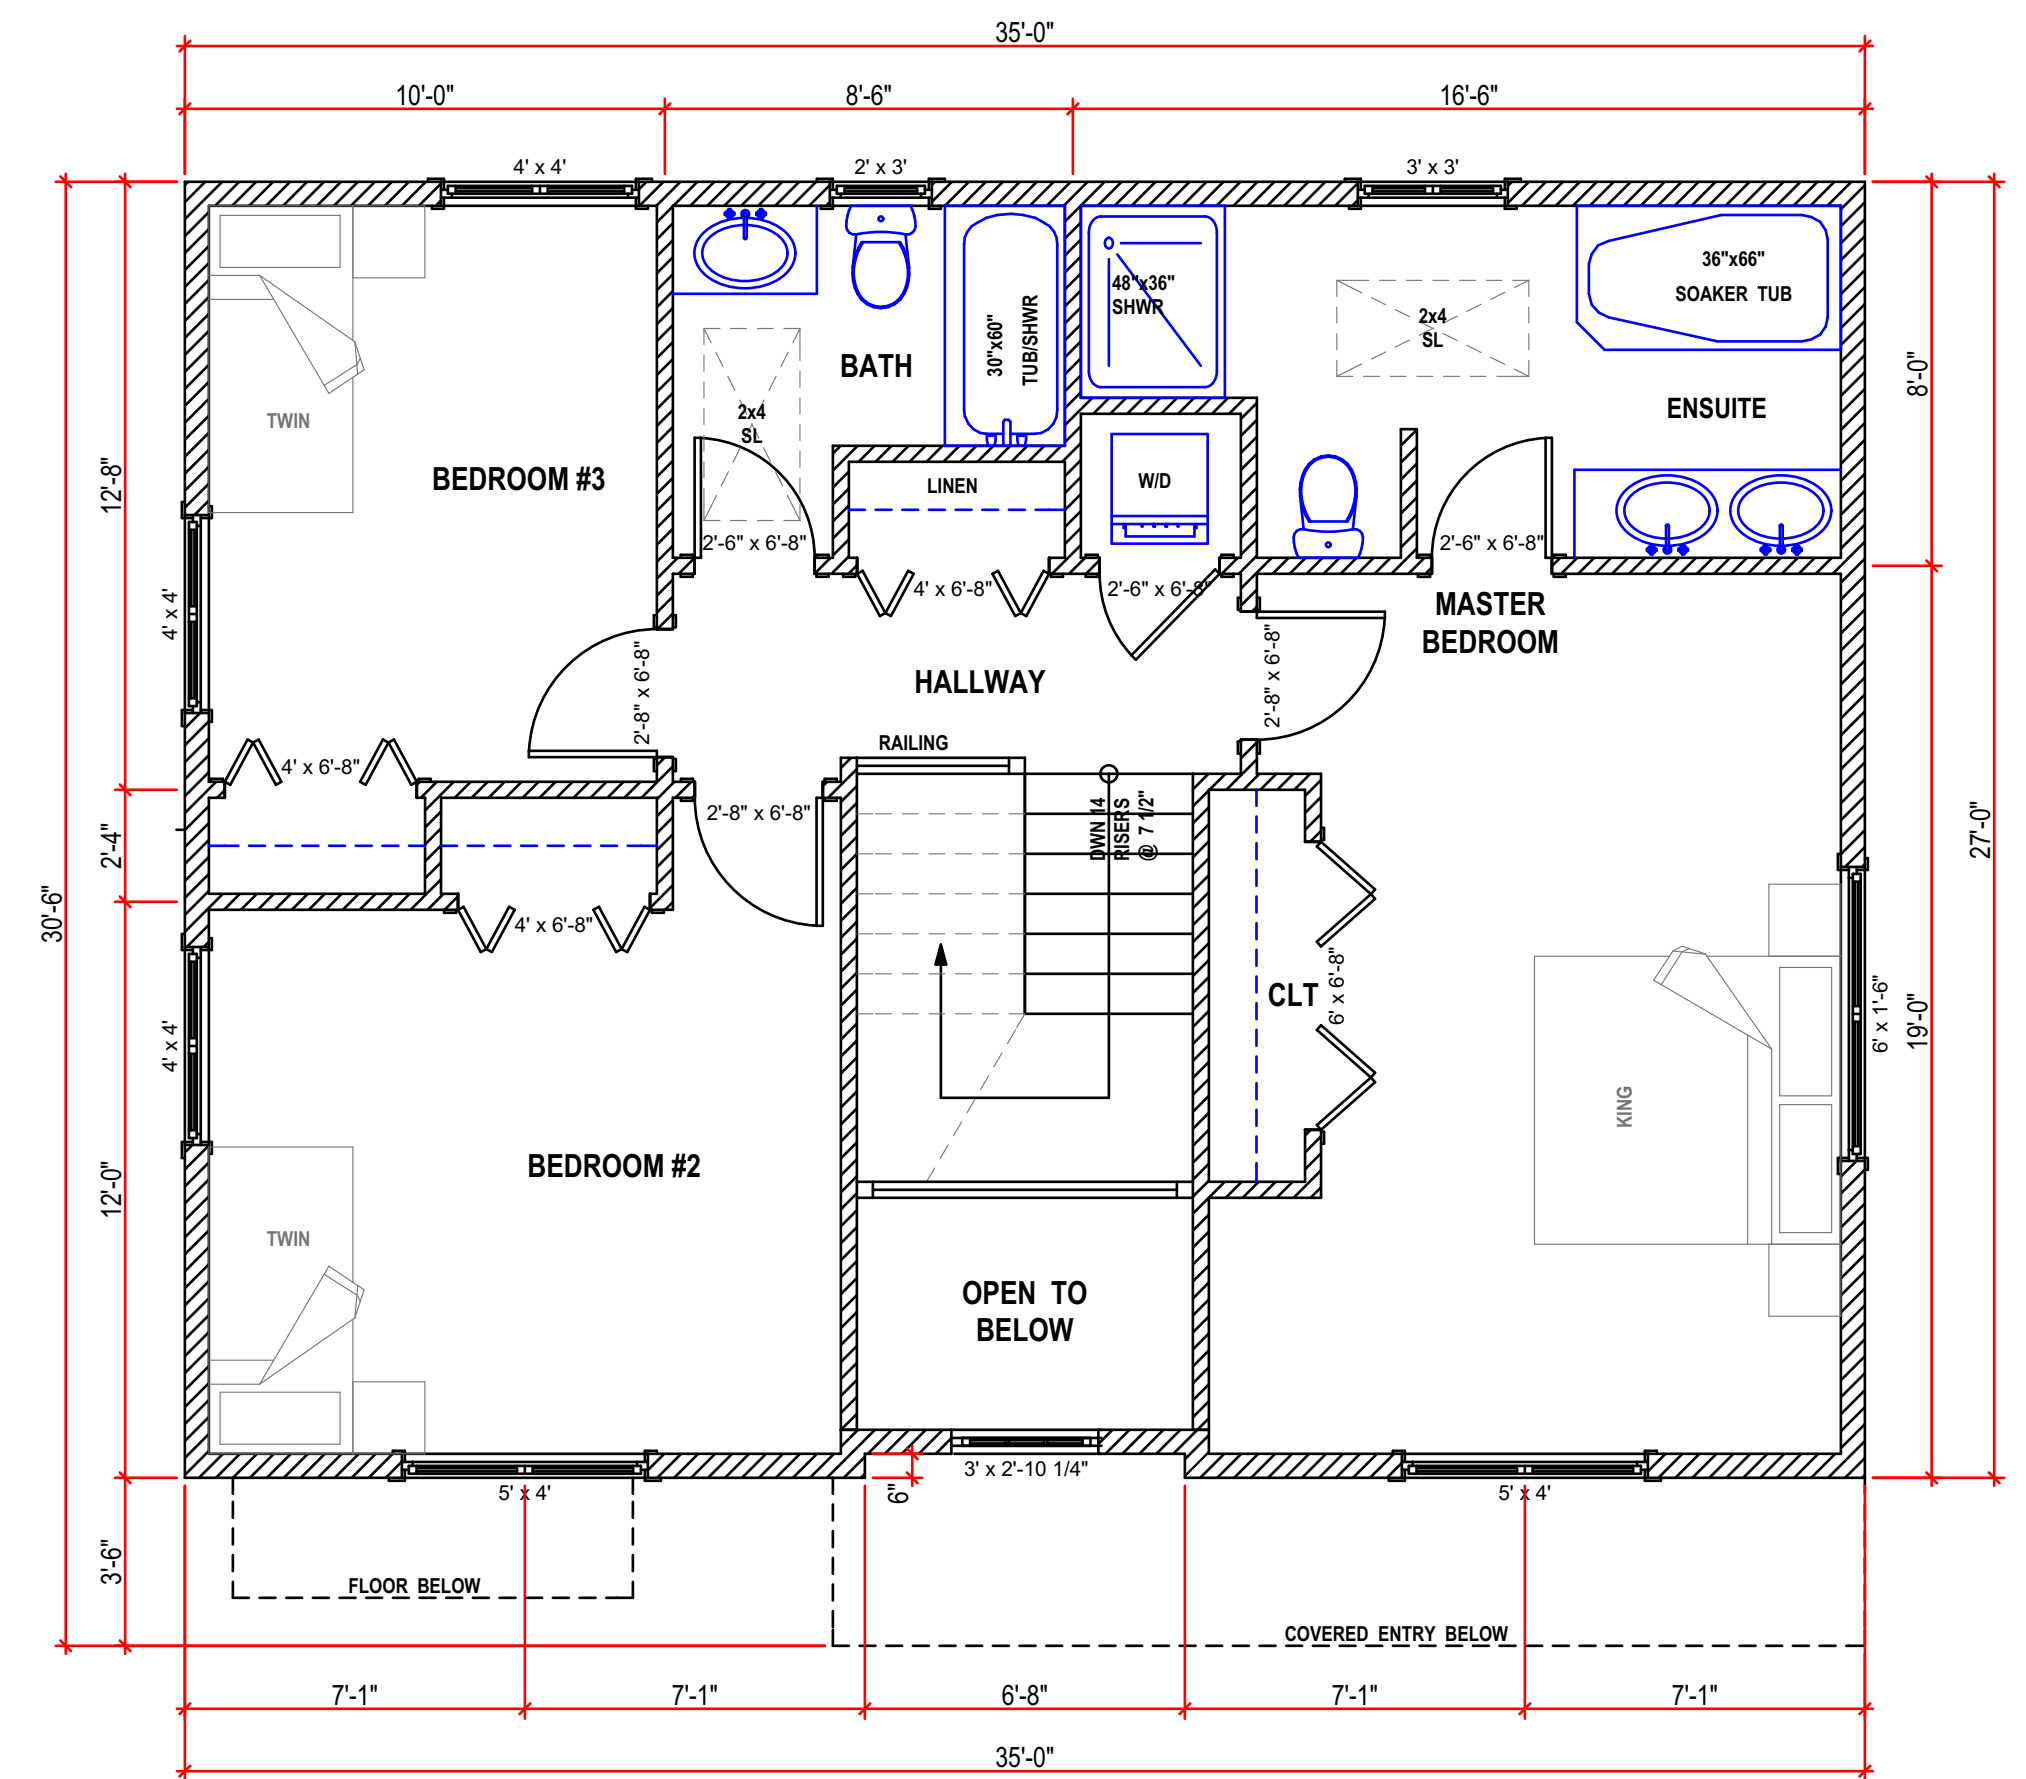 35'-0"
10'-0"
8'-6"
16'-6"
4' x 4'
2' x 3'
3' x 3'
36"x66"
SOAKER TUB
48"x36"
SHWR
30"x60"
TUB/SHWR
2x4
SL
BATH
2x4
SL
ENSUITE
8'-0"
TWIN
BEDROOM #3
12'-8"
LINEN
W/D
2'-6" x 6'-8"
4' x 6'-8"
2'-6" x 6'-8"
2'-6" x 6'-8"
4' x 4'
MASTER
BEDROOM
2'-8" x 6'-8"
HALLWAY
2'-8" x 6'-8"
RAILING
4' x 6'-8"
2'-8" x 6'-8"
DWN 14
RISERS
@ 7 1/2"
2'-4"
27'-0"
30'-6"
4' x 6'-8"
CLT
6' x 6'-8"
6' x 1'-6"
19'-0"
4' x 4'
KING
12'-0"
BEDROOM #2
TWIN
OPEN TO
BELOW
3' x 2'-10 1/4"
6"
5' x 4'
5' x 4'
3'-6"
FLOOR BELOW
COVERED ENTRY BELOW
7'-1"
7'-1"
6'-8"
7'-1"
7'-1"
35'-0"